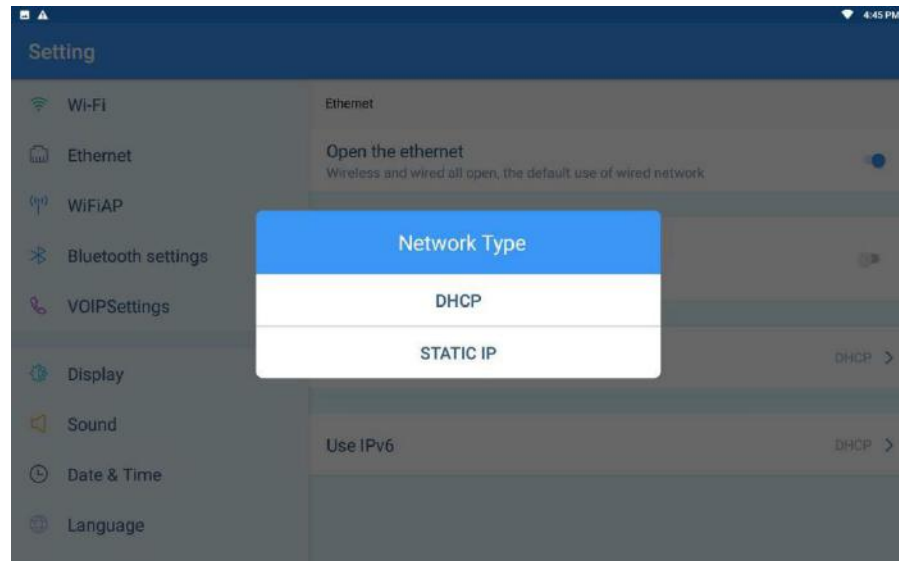 4:45 PM
Setting
Wi-Fi
Ethernet
WiFiAP
Bluetooth settings
VOIPSettings
Display
Sound
Date & Time
Language
Ethernet
Open the ethernet
Wireless and wired all open, the default use of wired network
Network Type
DHCP
STATIC IP
DHCP
Use IPv6
DHCP